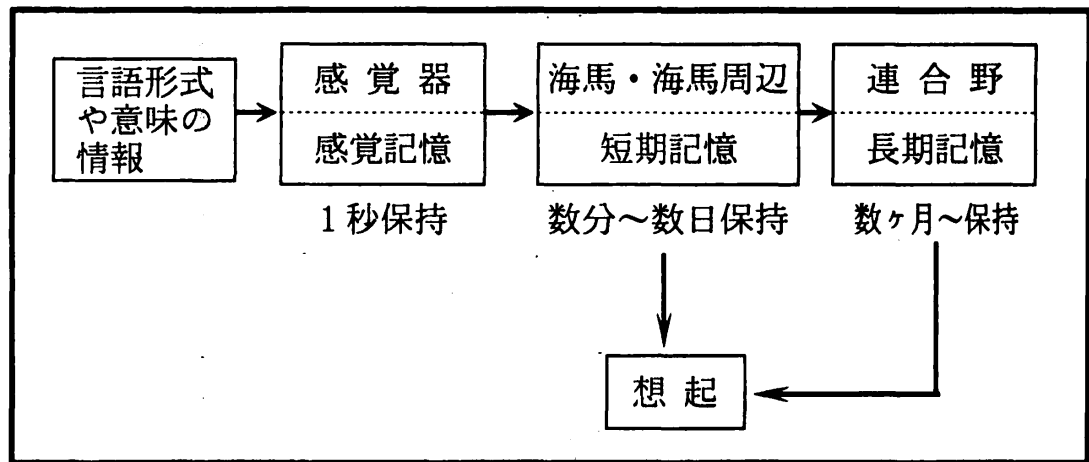 言語形式
や意味の
情報
感覚器
感覚記憶
1秒保持
海馬・海馬周辺
短期記憶
数分～数日保持
連合野
長期記憶
数ヶ月～保持
想起